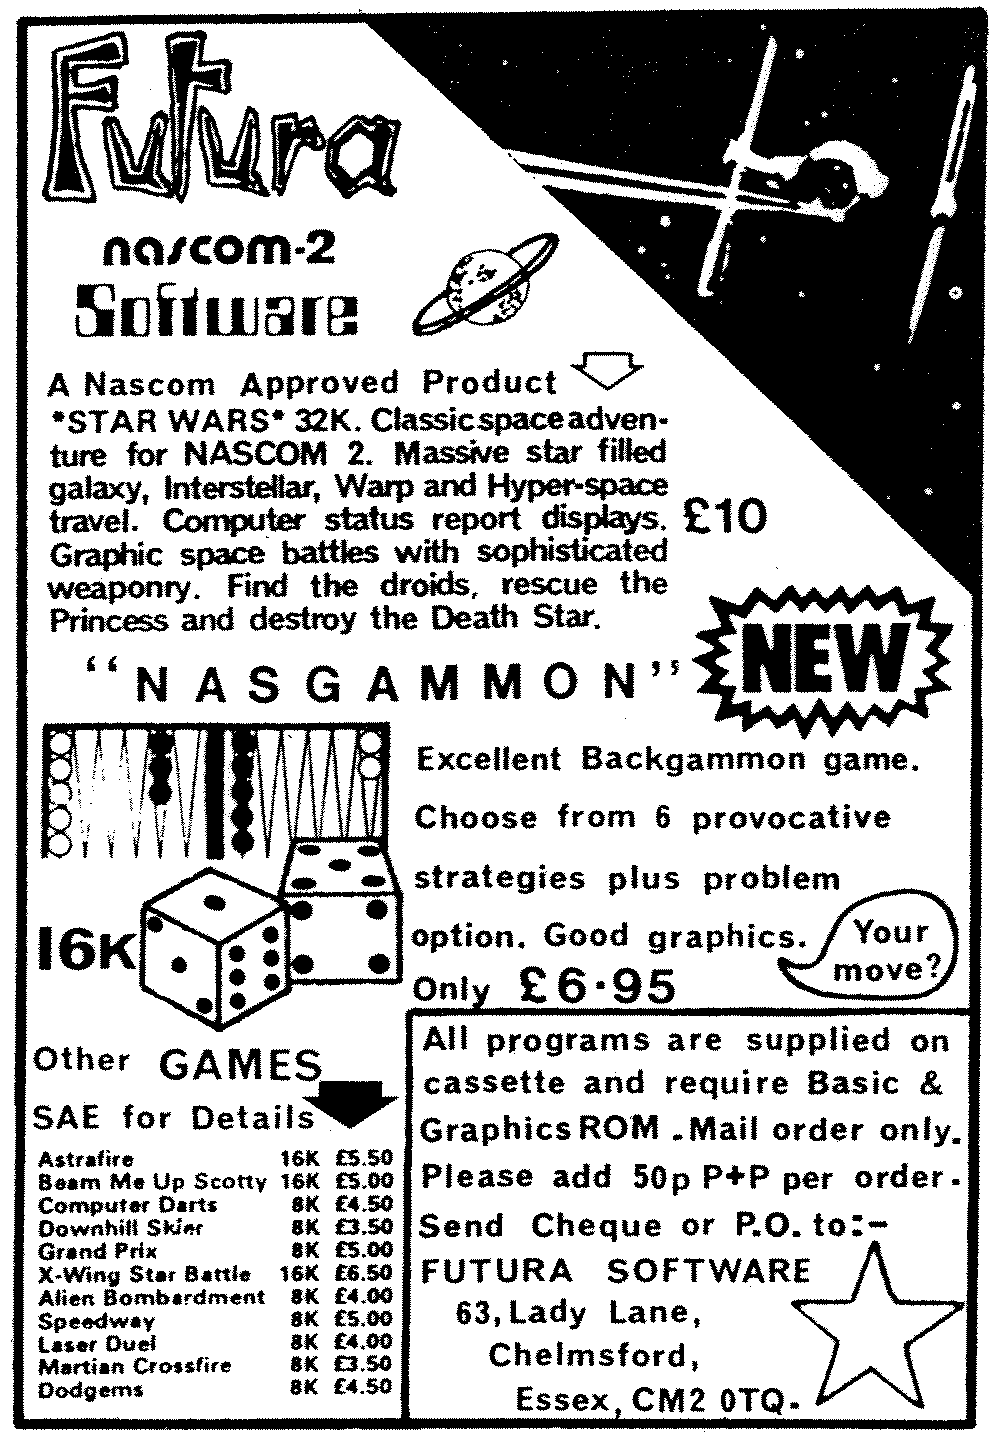 Futura
nascom-2
Software
A Nascom Approved Product
*STAR WARS* 32K. Classic space adven-
ture for NASCOM 2. Massive star filled
galaxy, Interstellar, Warp and Hyper-space
travel. Computer status report displays.
Graphic space battles with sophisticated
weaponry. Find the droids, rescue the
Princess and destroy the Death Star.
£10
"NASGAMMON"
NEW
Excellent Backgammon game.
Choose from 6 provocative
strategies plus problem
option. Good graphics.
Only £6·95
Your
move?
16K
Other GAMES
SAE for Details
Astrafire 16K £5.50
Beam Me Up Scotty 16K £5.00
Computer Darts 8K £4.50
Downhill Skier 8K £3.50
Grand Prix 8K £5.00
X-Wing Star Battle 16K £6.50
Alien Bombardment 8K £4.00
Speedway 8K £5.00
Laser Duel 8K £4.00
Martian Crossfire 8K £3.50
Dodgems 8K £4.50
All programs are supplied on
cassette and require Basic &
Graphics ROM. Mail order only.
Please add 50p P+P per order.
Send Cheque or P.O. to:-
FUTURA SOFTWARE
63, Lady Lane,
Chelmsford,
Essex, CM2 0TQ.